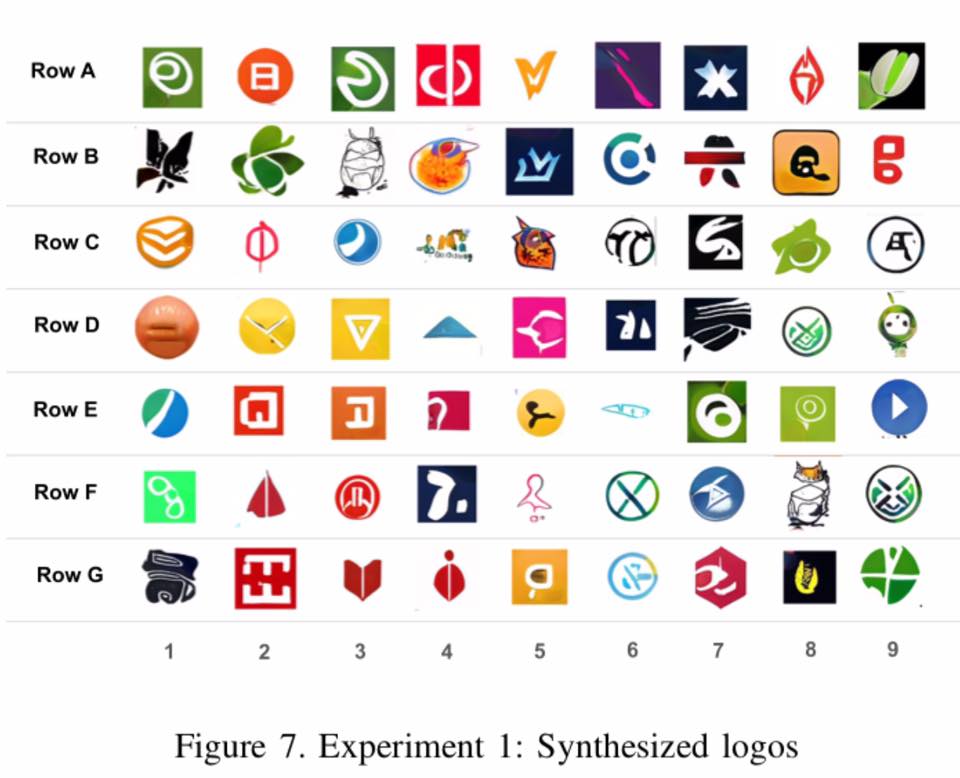 Row A
Row B
Row C
Row D
Row E
Row F
Row G
1 2 3 4 5 6 7 8 9
Figure 7. Experiment 1: Synthesized logos